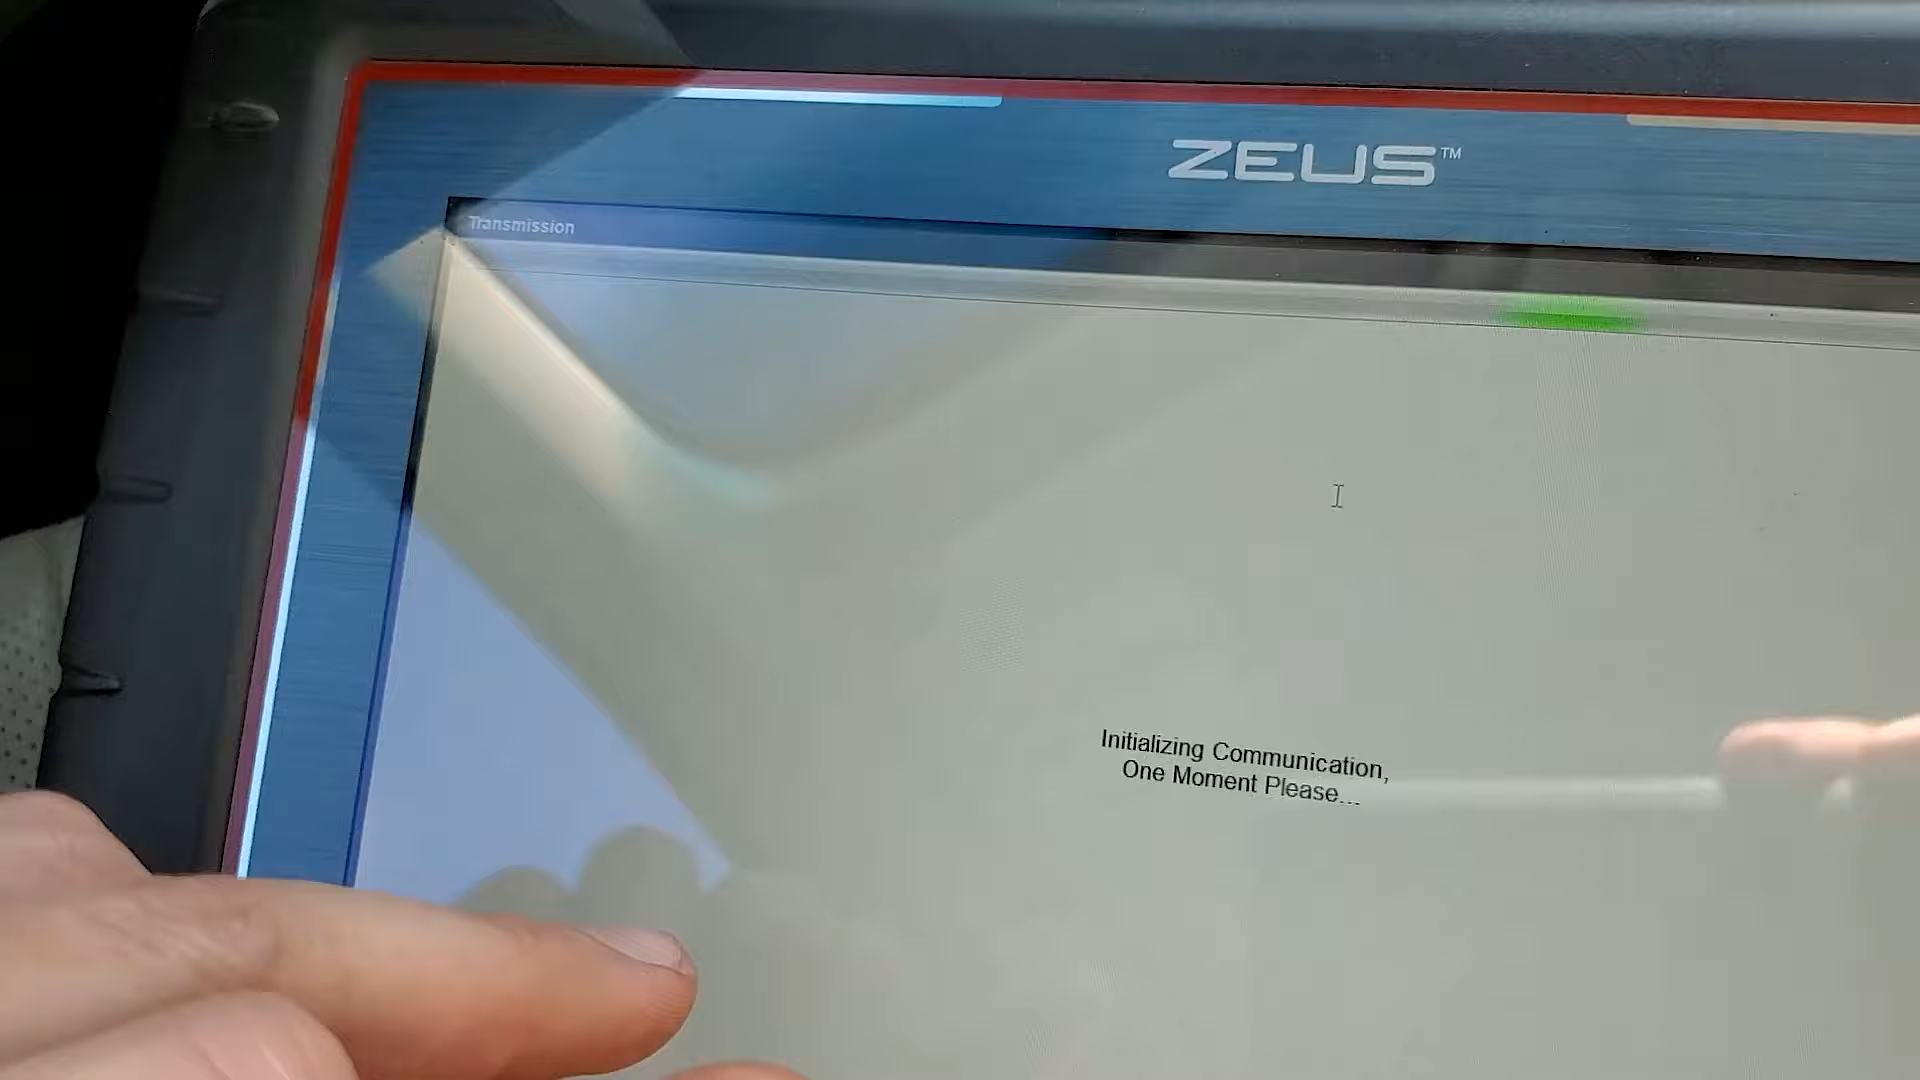 ZEUS™
Transmission
Initializing Communication,
One Moment Please...